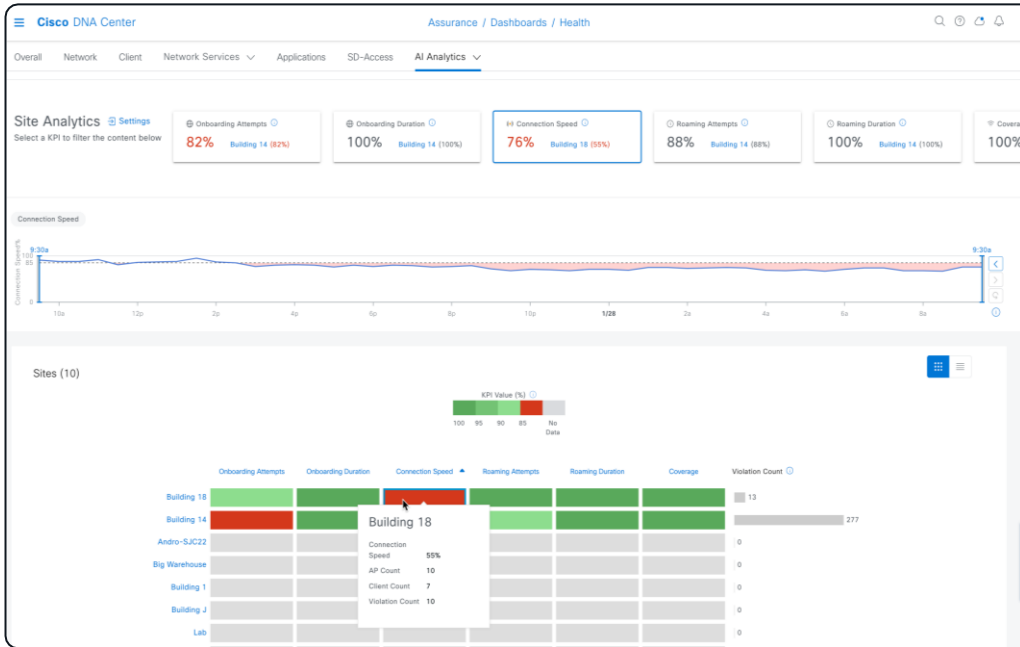 Cisco DNA Center
Assurance / Dashboards / Health
Overall Network Client Network Services Applications SD-Access AI Analytics
Site Analytics Settings
Select a KPI to filter the content below
Onboarding Attempts
82% Building 14 (82%)
Onboarding Duration
100% Building 14 (100%)
Connection Speed
76% Building 18 (55%)
Roaming Attempts
88% Building 14 (88%)
Roaming Duration
100% Building 14 (100%)
Covera
100%
Connection Speed
Connection Speed%
9:30a 9:30a
100
85
0
10a 12p 2p 4p 6p 8p 10p 1/28 2a 4a 6a 8a
Sites (10)
KPI Value (%)
100 95 90 85 No Data
Onboarding Attempts Onboarding Duration Connection Speed Roaming Attempts Roaming Duration Coverage Violation Count
Building 18 13
Building 14 277
Andro-SJC22 0
Big Warehouse 0
Building 1 0
Building J 0
Lab 0
Building 18
Connection
Speed 55%
AP Count 10
Client Count 7
Violation Count 10